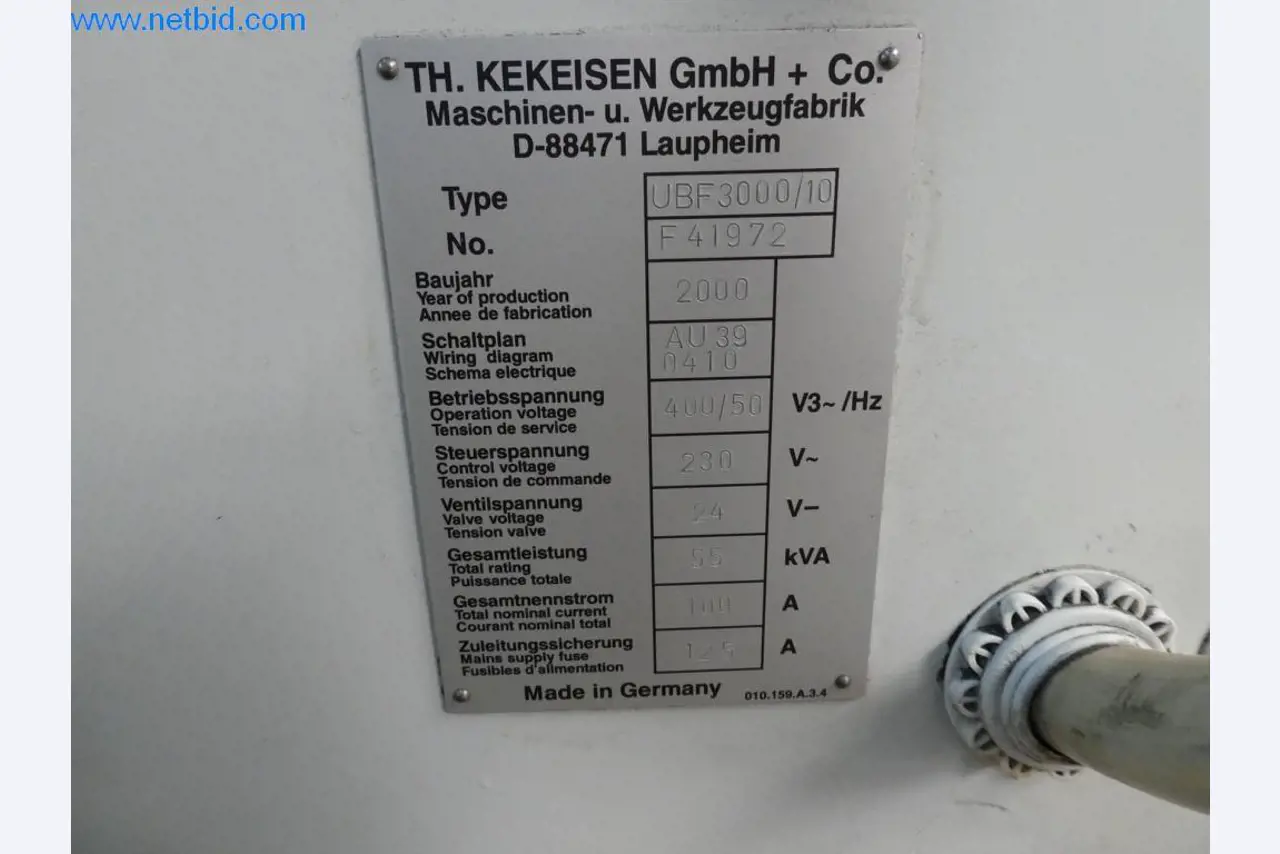 www.netbid.com
TH. KEKEISEN GmbH + Co.
Maschinen- u. Werkzeugfabrik
D-88471 Laupheim
Type UBF3000/10
No. F 41972
Baujahr
Year of production 2000
Annee de fabrication
Schaltplan AU 39
Wiring diagram 0410
Schema electrique
Betriebsspannung
Operation voltage 400/50 V3~ /Hz
Tension de service
Steuerspannung
Control voltage 230 V~
Tension de commande
Ventilspannung
Valve voltage 24 V–
Tension valve
Gesamtleistung
Total rating 55 kVA
Puissance totale
Gesamtnennstrom
Total nominal current 100 A
Courant nominal total
Zuleitungssicherung
Mains supply fuse 125 A
Fusibles d'alimentation
Made in Germany 010.159.A.3.4